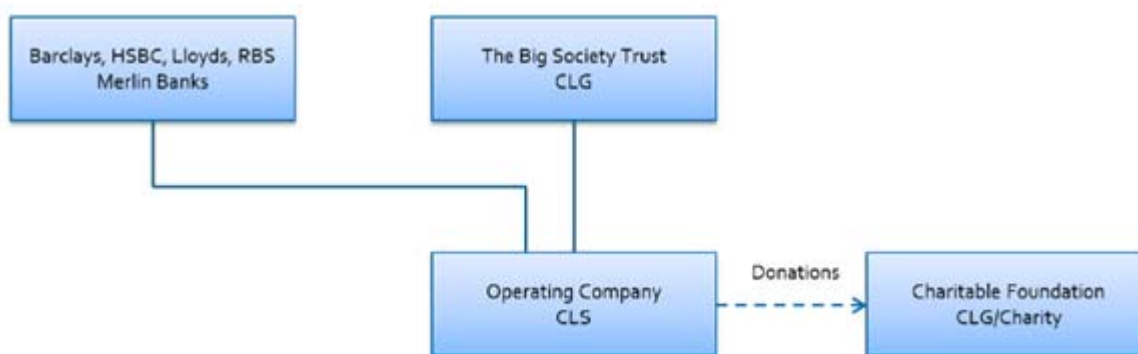 Barclays, HSBC, Lloyds, RBS
Merlin Banks
The Big Society Trust
CLG
Operating Company
CLS
Donations
Charitable Foundation
CLG/Charity